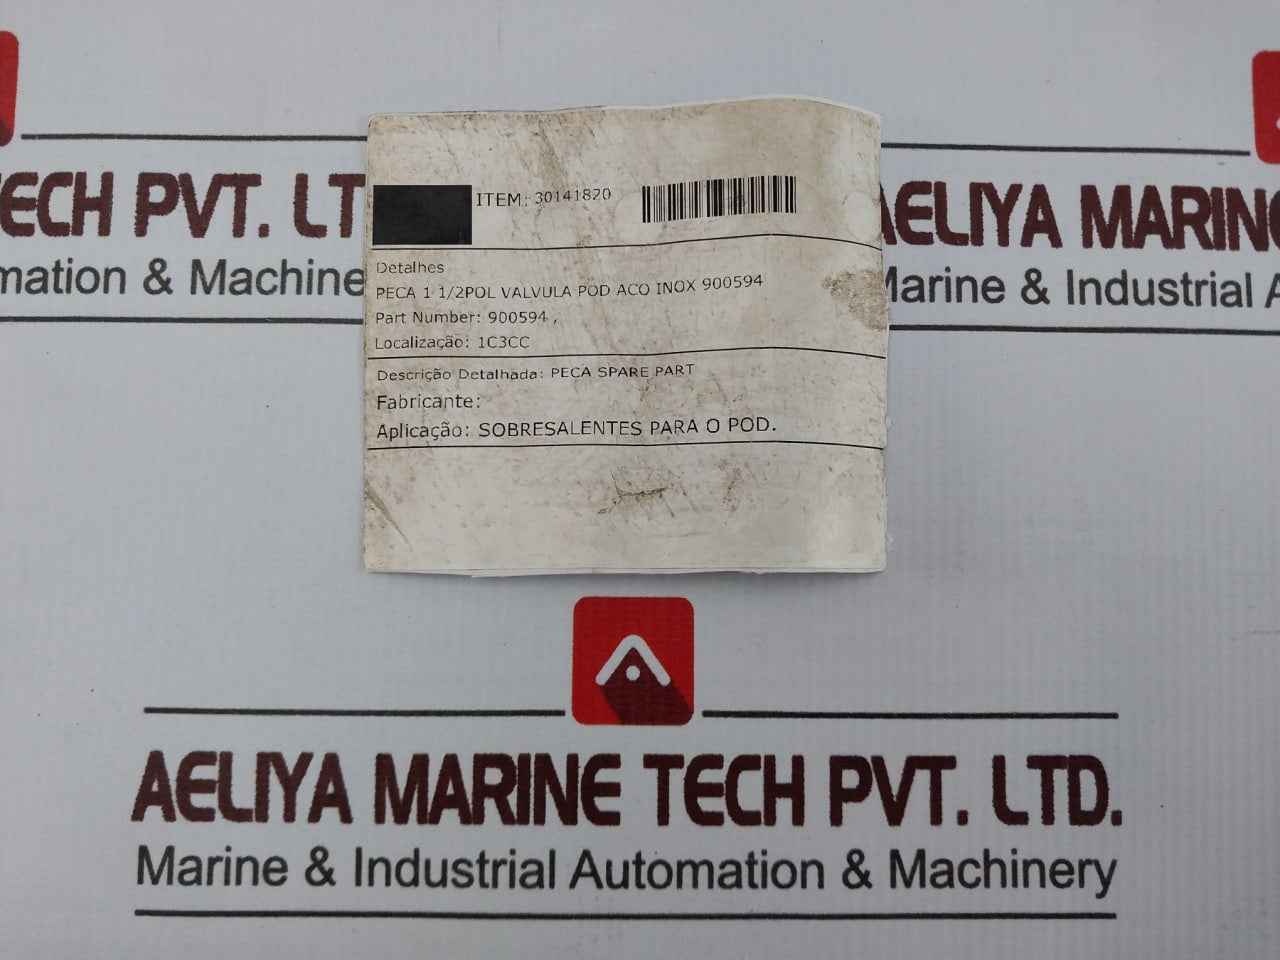 ECH PVT. LT
mation & Machine
AELIYA MARIN
Marine & Industrial A
ITEM: 30141820
Detalhes
PECA 1 1/2POL VALVULA POD ACO INOX 900594
Part Number: 900594 ,
Localização: 1C3CC
Descrição Detalhada: PECA SPARE PART
Fabricante:
Aplicação: SOBRESALENTES PARA O POD.
AELIYA MARINE TECH PVT. LTD.
Marine & Industrial Automation & Machinery